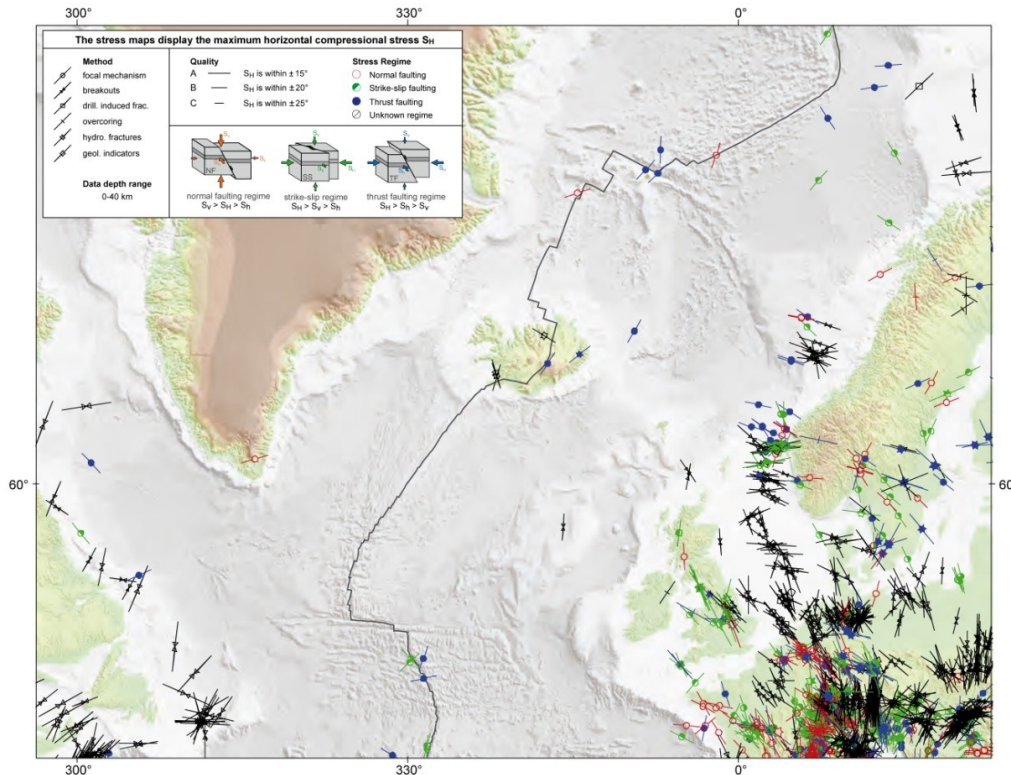 300° 330° 0°
The stress maps display the maximum horizontal compressional stress SH
Method
focal mechanism
breakouts
drill. induced frac.
overcoring
hydro. fractures
geol. indicators
Data depth range
0-40 km
Quality
A SH is within ± 15°
B SH is within ± 20°
C SH is within ± 25°
Stress Regime
Normal faulting
Strike-slip faulting
Thrust faulting
Unknown regime
NF
SS
TF
normal faulting regime
SV > SH > Sh
strike-slip regime
SH > SV > Sh
thrust faulting regime
SH > Sh > SV
60° 60
300° 330° 0°